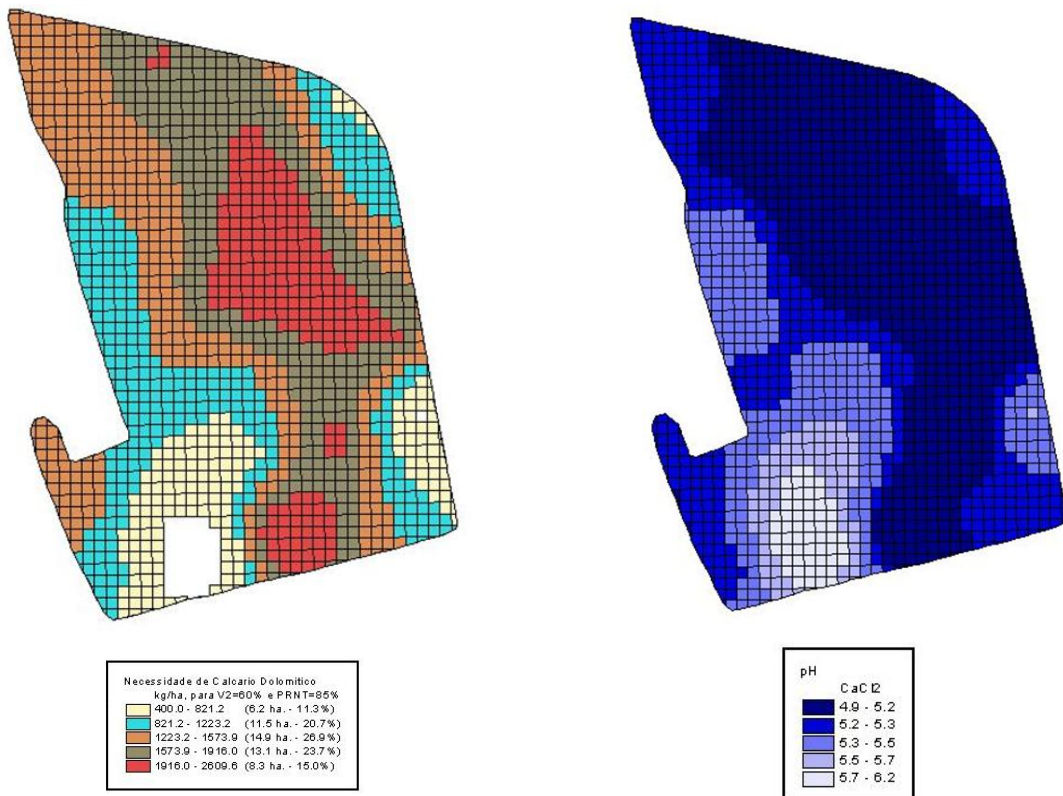 Necessidade de Calcario Dolomitico
kg/ha, para V2=60% e PRNT=85%
400.0 - 821.2 (6.2 ha. - 11.3%)
821.2 - 1223.2 (11.5 ha. - 20.7%)
1223.2 - 1573.9 (14.9 ha. - 26.9%)
1573.9 - 1916.0 (13.1 ha. - 23.7%)
1916.0 - 2609.6 (8.3 ha. - 15.0%)
pH
CaCl2
4.9 - 5.2
5.2 - 5.3
5.3 - 5.5
5.5 - 5.7
5.7 - 6.2